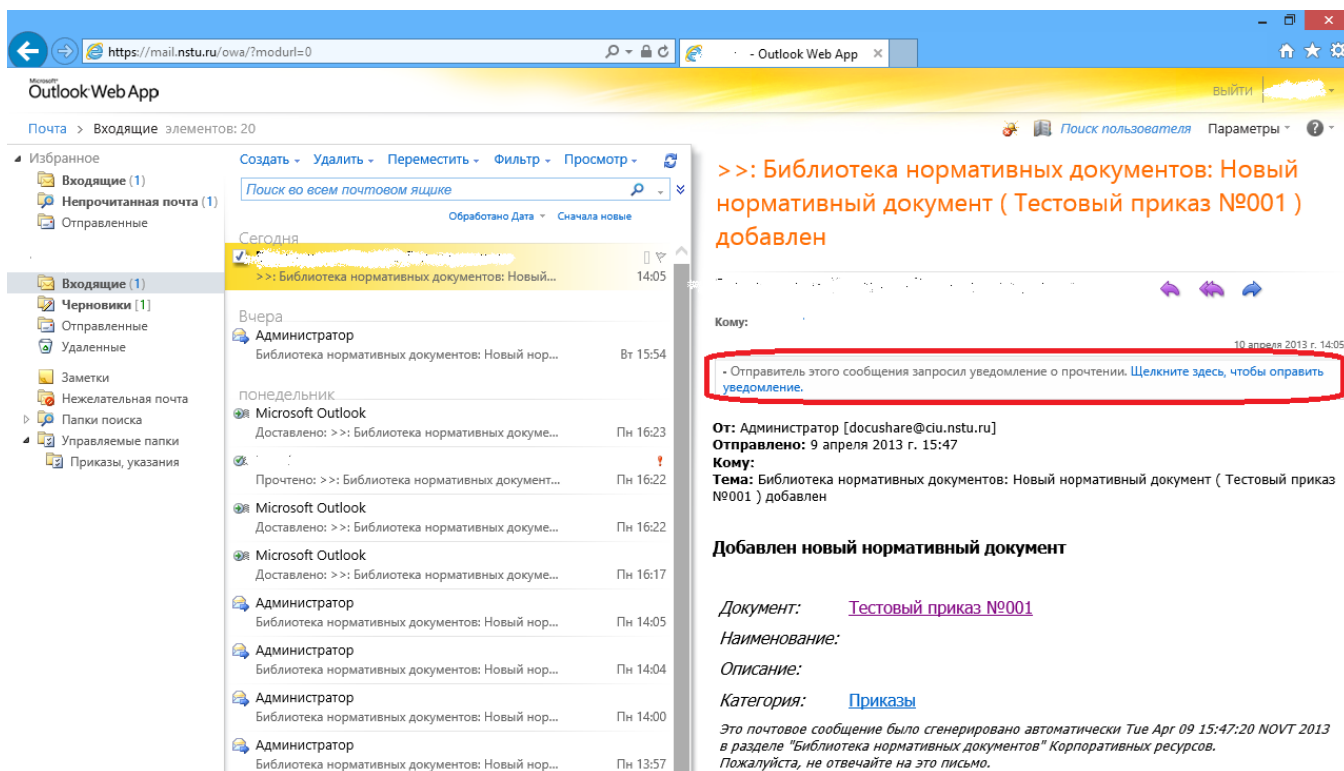 https://mail.nstu.ru/owa/?modurl=0
- Outlook Web App
Microsoft
Outlook Web App
выйти
Почта > Входящие элементов: 20
Поиск пользователя Параметры
Избранное
Входящие (1)
Непрочитанная почта (1)
Отправленные
Входящие (1)
Черновики [1]
Отправленные
Удаленные
Заметки
Нежелательная почта
Папки поиска
Управляемые папки
Приказы, указания
Создать Удалить Переместить Фильтр Просмотр
Поиск во всем почтовом ящике
Обработано Дата Сначала новые
Сегодня
>>: Библиотека нормативных документов: Новый... 14:05
Вчера
Администратор
Библиотека нормативных документов: Новый нор... Вт 15:54
понедельник
Microsoft Outlook
Доставлено: >>: Библиотека нормативных докуме... Пн 16:23
Прочтено: >>: Библиотека нормативных документ... Пн 16:22
Microsoft Outlook
Доставлено: >>: Библиотека нормативных докуме... Пн 16:22
Microsoft Outlook
Доставлено: >>: Библиотека нормативных докуме... Пн 16:17
Администратор
Библиотека нормативных документов: Новый нор... Пн 14:05
Администратор
Библиотека нормативных документов: Новый нор... Пн 14:04
Администратор
Библиотека нормативных документов: Новый нор... Пн 14:00
Администратор
Библиотека нормативных документов: Новый нор... Пн 13:57
>>: Библиотека нормативных документов: Новый
нормативный документ ( Тестовый приказ №001 )
добавлен
Кому:
10 апреля 2013 г. 14:05
- Отправитель этого сообщения запросил уведомление о прочтении. Щелкните здесь, чтобы оправить
уведомление.
От: Администратор [docushare@ciu.nstu.ru]
Отправлено: 9 апреля 2013 г. 15:47
Кому:
Тема: Библиотека нормативных документов: Новый нормативный документ ( Тестовый приказ
№001 ) добавлен
Добавлен новый нормативный документ
Документ: Тестовый приказ №001
Наименование:
Описание:
Категория: Приказы
Это почтовое сообщение было сгенерировано автоматически Tue Apr 09 15:47:20 NOVT 2013
в разделе "Библиотека нормативных документов" Корпоративных ресурсов.
Пожалуйста, не отвечайте на это письмо.